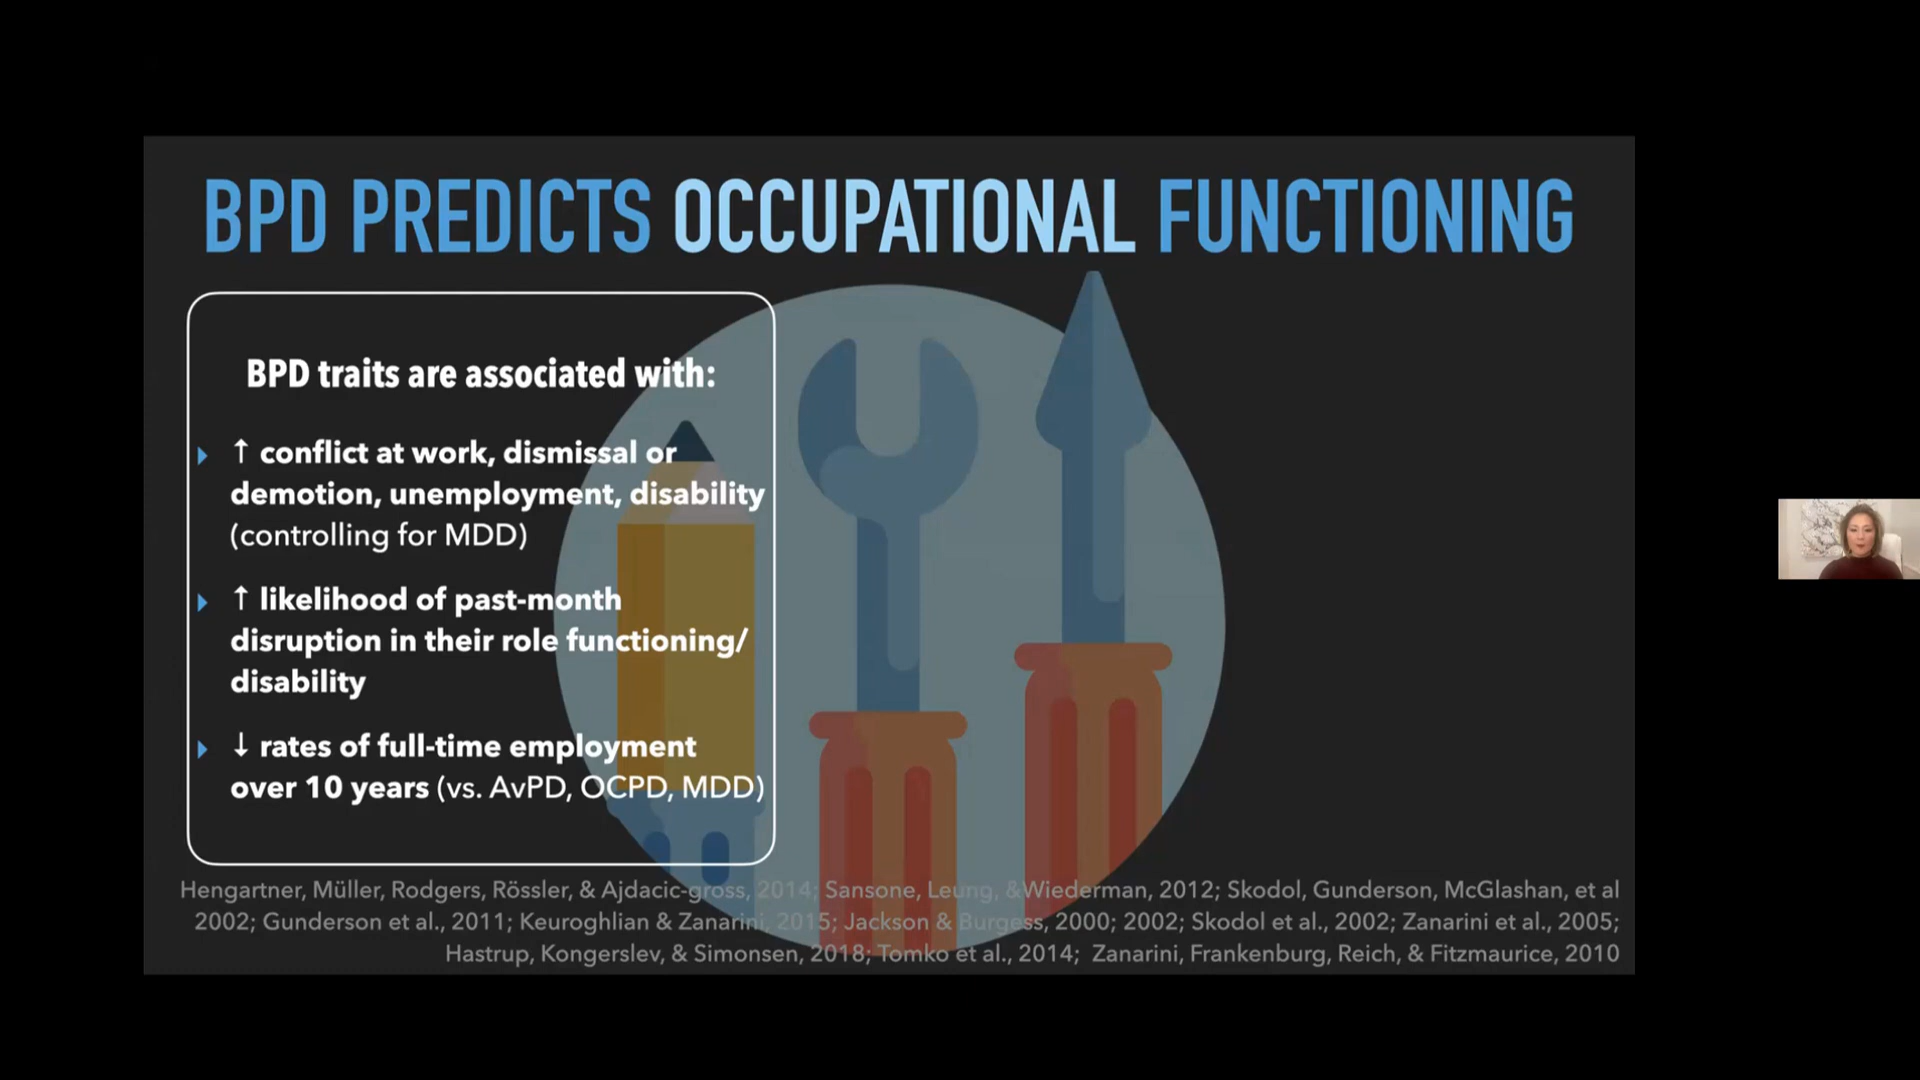 BPD PREDICTS OCCUPATIONAL FUNCTIONING
BPD traits are associated with:
↑ conflict at work, dismissal or
demotion, unemployment, disability
(controlling for MDD)
↑ likelihood of past-month
disruption in their role functioning/
disability
↓ rates of full-time employment
over 10 years (vs. AvPD, OCPD, MDD)
Hengartner, Müller, Rodgers, Rössler, & Ajdacic-gross, 2014; Sansone, Leung, &Wiederman, 2012; Skodol, Gunderson, McGlashan, et al
2002; Gunderson et al., 2011; Keuroghlian & Zanarini, 2015; Jackson & Burgess, 2000; 2002; Skodol et al., 2002; Zanarini et al., 2005;
Hastrup, Kongerslev, & Simonsen, 2018; Tomko et al., 2014; Zanarini, Frankenburg, Reich, & Fitzmaurice, 2010